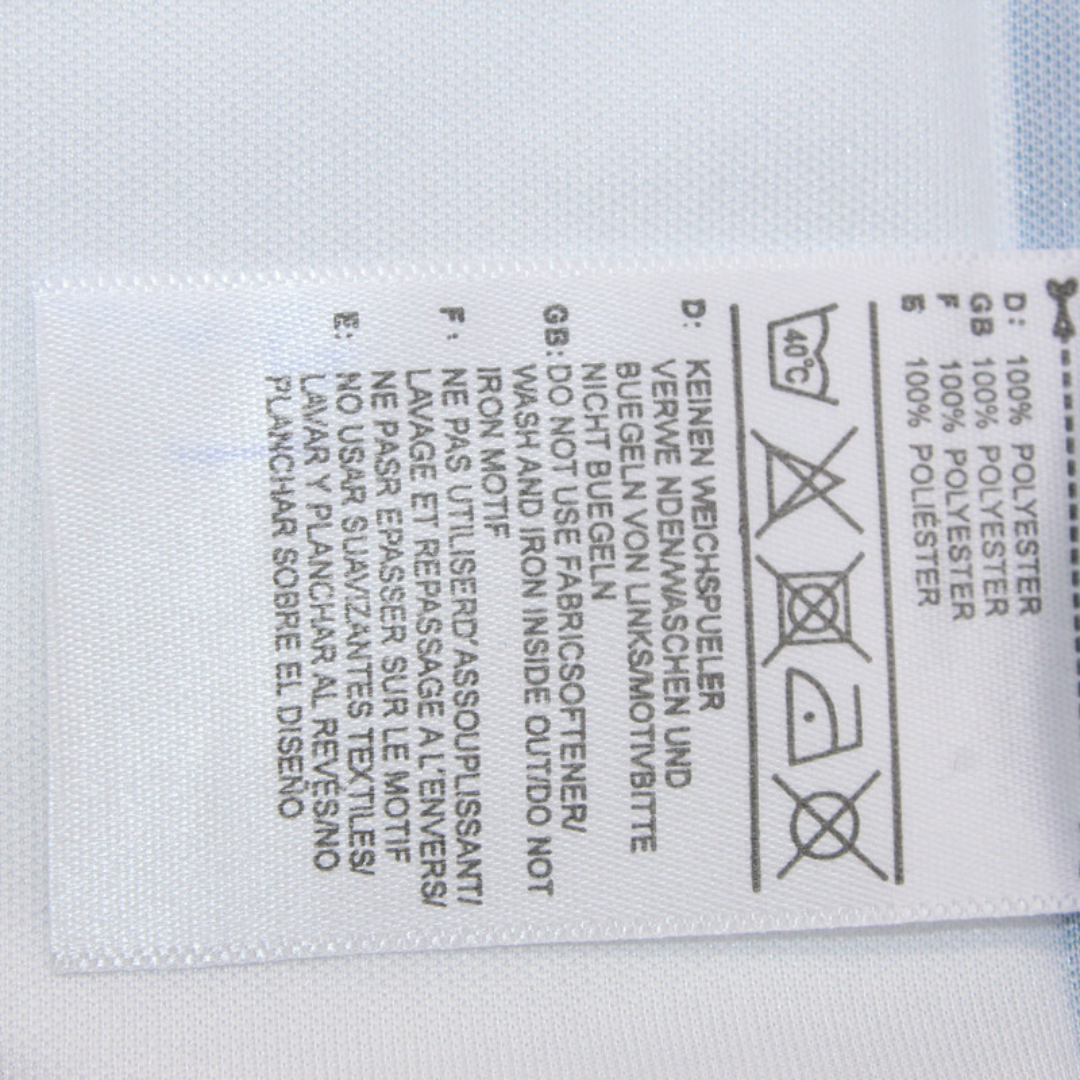 D: 100% POLYESTER
GB 100% POLYESTER
F 100% POLYESTER
E 100% POLIÉSTER
40°C
D: KEINEN WEICHSPUELER
VERWE NDEN/WASCHEN UND
BUEGELN VON LINKS/MOTIVBITTE
NICHT BUEGELN
GB: DO NOT USE FABRICSOFTENER/
WASH AND IRON INSIDE OUT/DO NOT
IRON MOTIF
F: NE PAS UTILISERD'ASSOUPLISSANT/
LAVAGE ET REPASSAGE A L'ENVERS/
NE PASR EPASSER SUR LE MOTIF
E: NO USAR SUAVIZANTES TEXTILES/
LAVAR Y PLANCHAR AL REVÉS/NO
PLANCHAR SOBRE EL DISEÑO